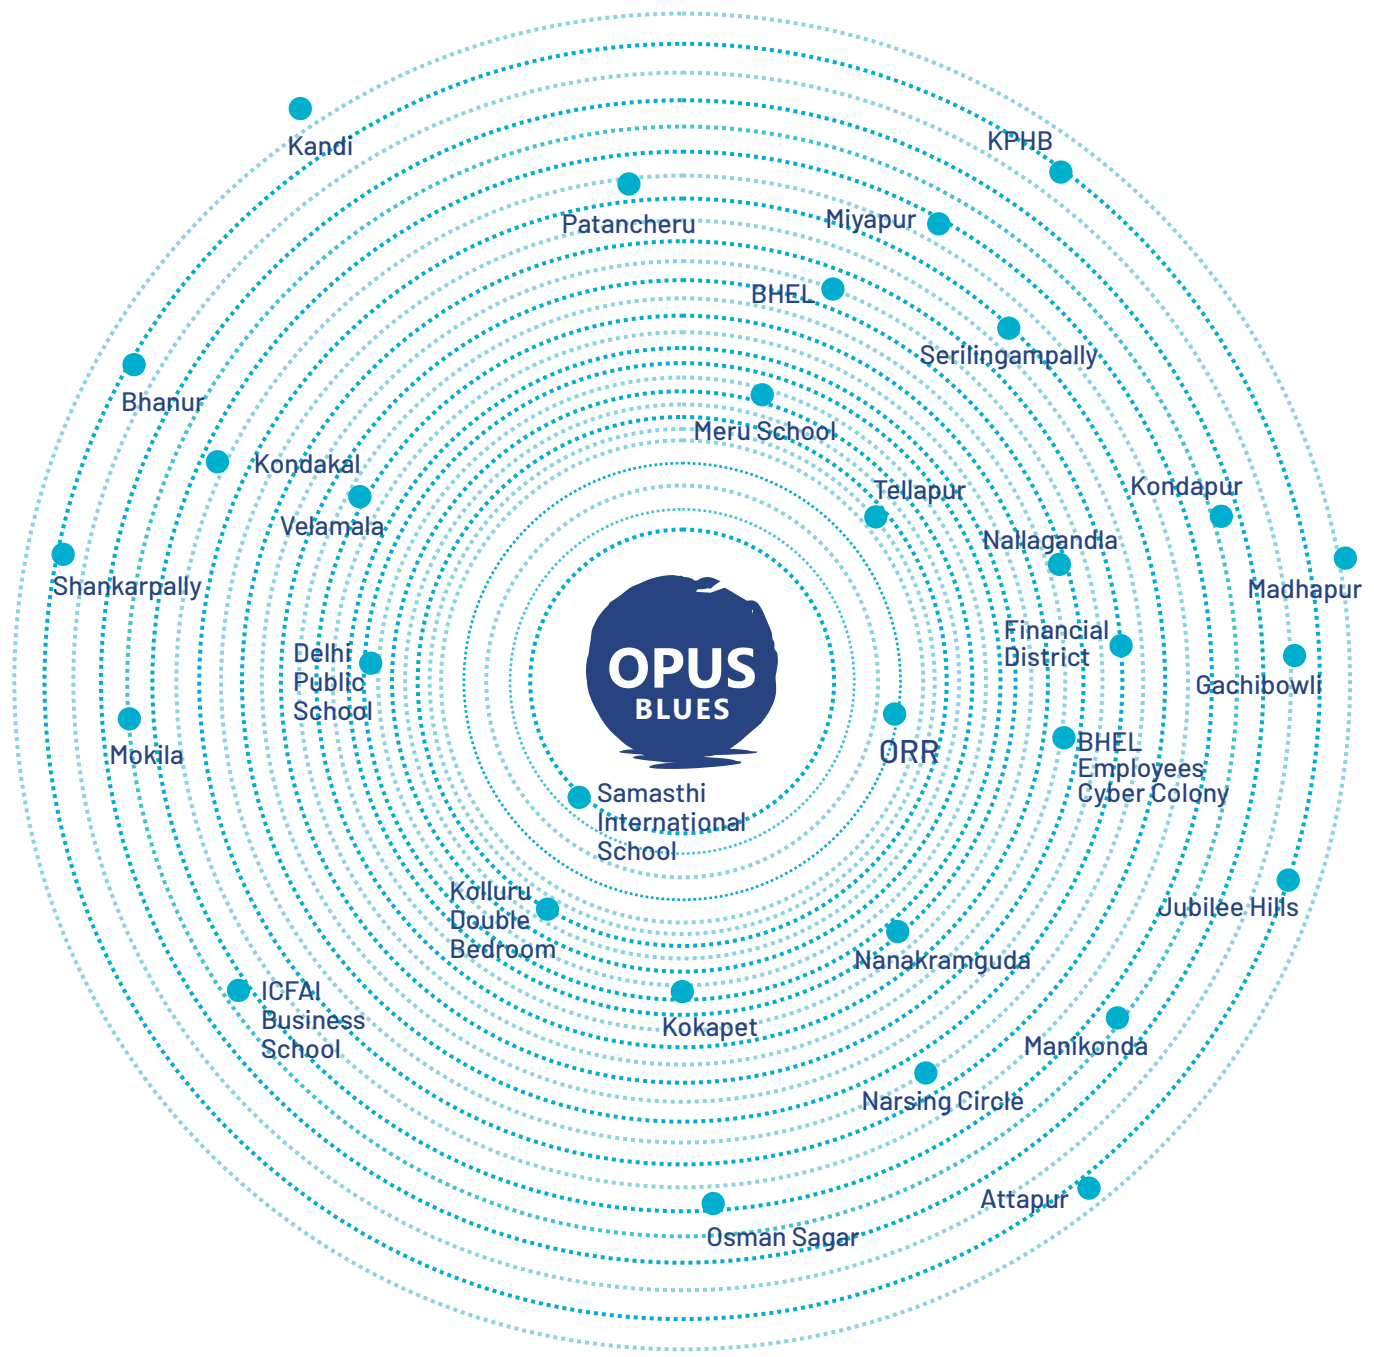 Kandi
KPHB
Patancheru
Miyapur
BHEL
Serilingampally
Bhanur
Meru School
Kondakal
Velamala
Tellapur
Kondapur
Nallagandla
Shankarpally
Madhapur
Delhi
Public
School
Financial
District
OPUS
BLUES
Gachibowli
Mokila
ORR
BHEL
Employees
Cyber Colony
Samasthi
International
School
Kolluru
Double
Bedroom
Jubilee Hills
Nanakramguda
ICFAI
Business
School
Kokapet
Manikonda
Narsing Circle
Attapur
Osman Sagar